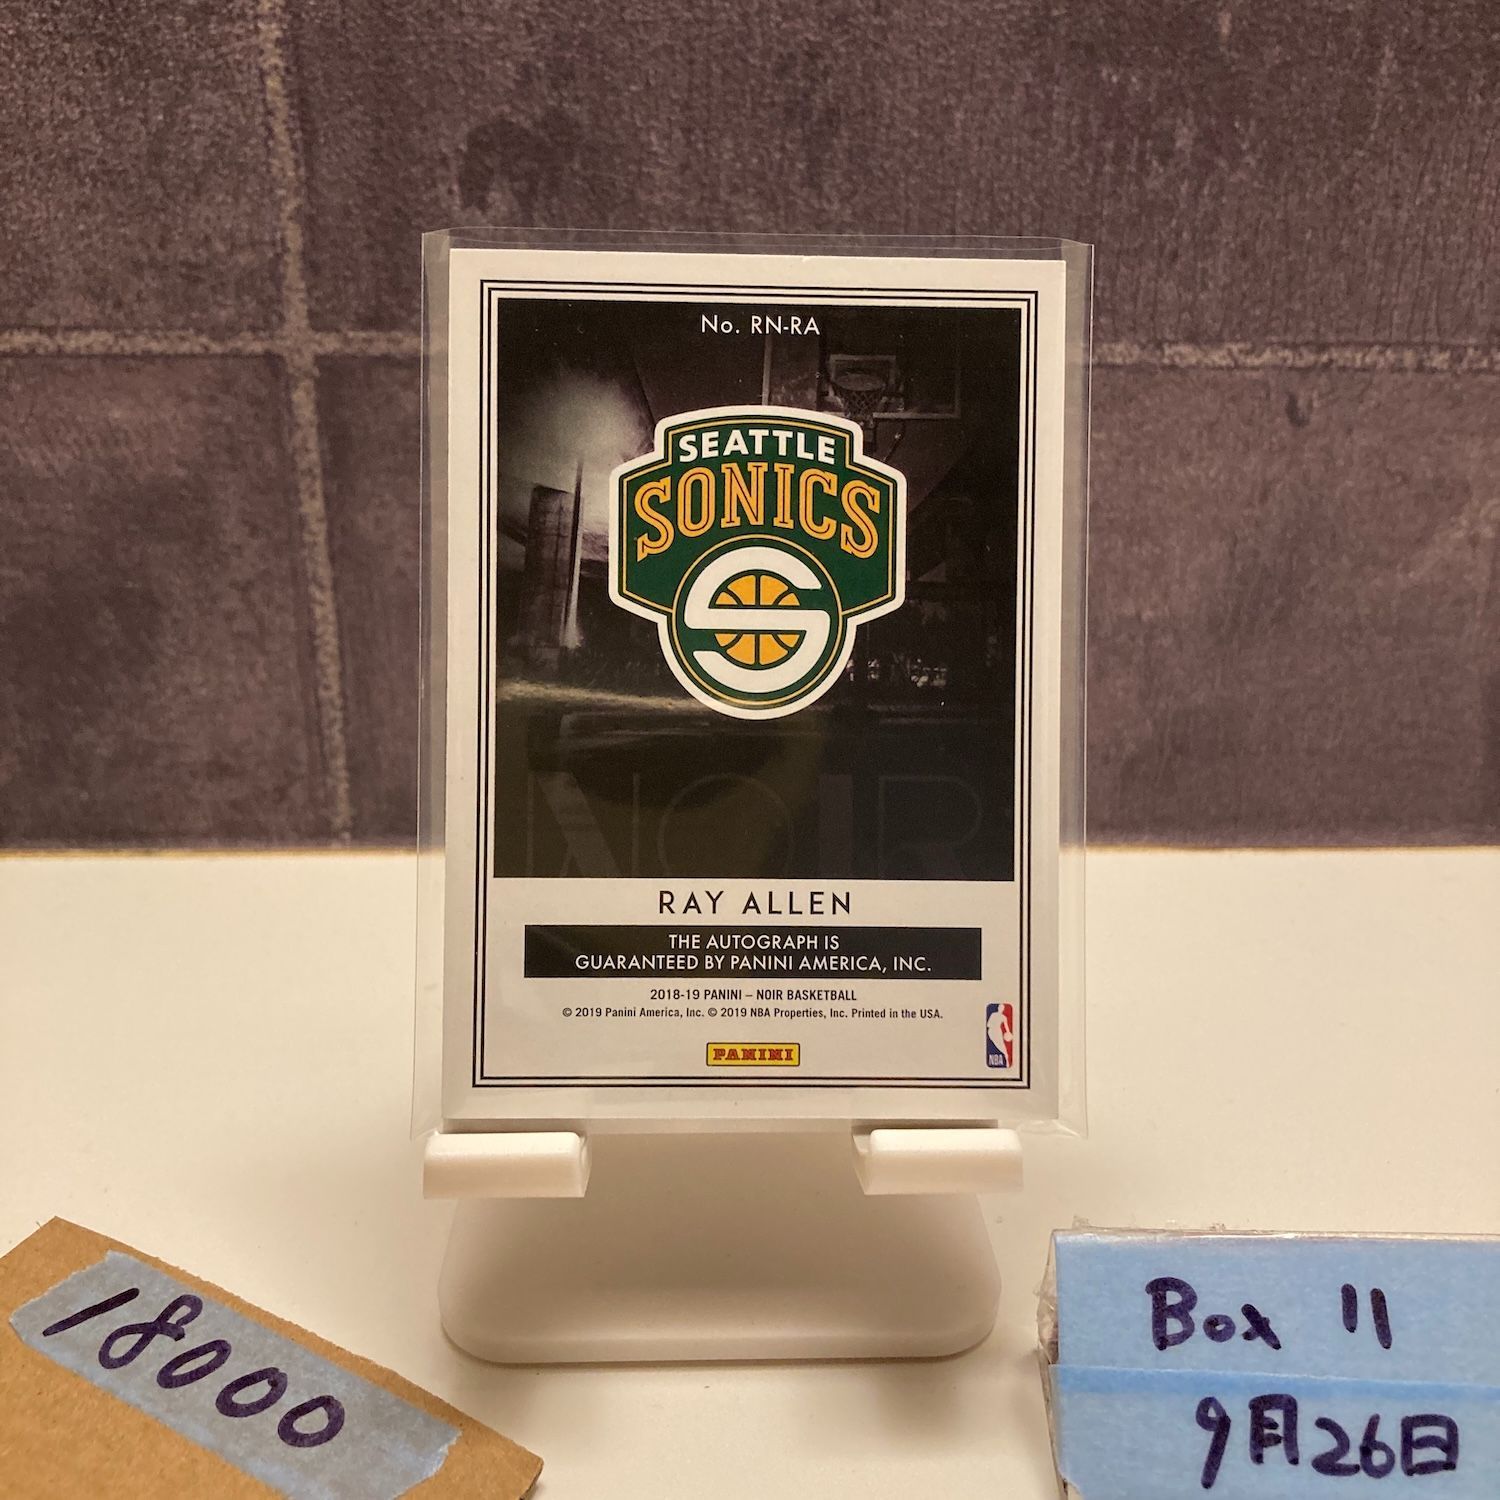 No. RN-RA
SEATTLE
SONICS
S
NOIR
RAY ALLEN
THE AUTOGRAPH IS
GUARANTEED BY PANINI AMERICA, INC.
2018-19 PANINI – NOIR BASKETBALL
© 2019 Panini America, Inc. © 2019 NBA Properties, Inc. Printed in the USA.
PANINI
NBA
18000
Box 11
9月26日